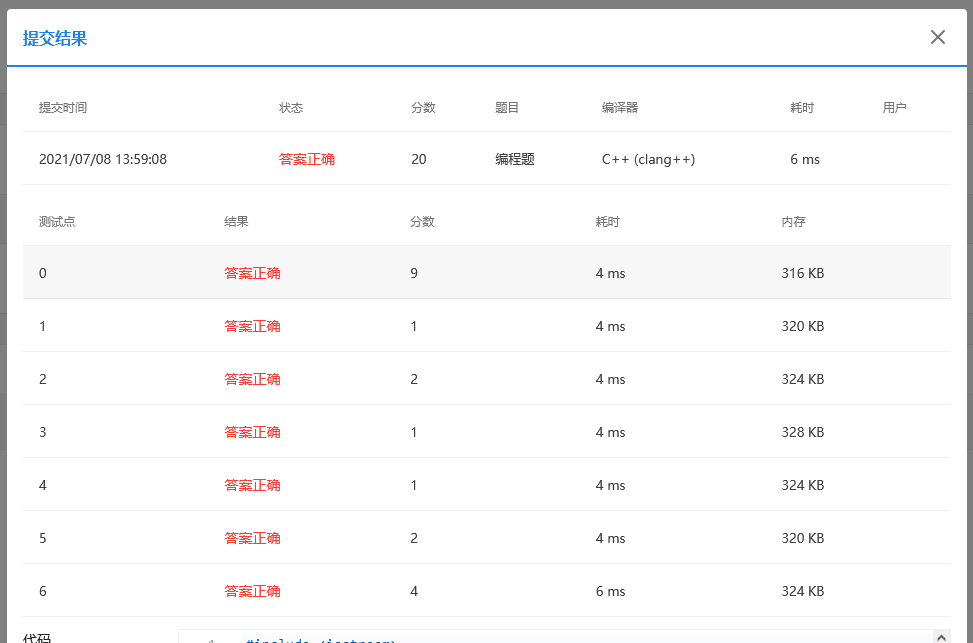 提交结果
提交时间 状态 分数 题目 编译器 耗时 用户
2021/07/08 13:59:08 答案正确 20 编程题 C++ (clang++) 6 ms
测试点 结果 分数 耗时 内存
0 答案正确 9 4 ms 316 KB
1 答案正确 1 4 ms 320 KB
2 答案正确 2 4 ms 324 KB
3 答案正确 1 4 ms 328 KB
4 答案正确 1 4 ms 324 KB
5 答案正确 2 4 ms 320 KB
6 答案正确 4 6 ms 324 KB
代码 1 #include <iostream>